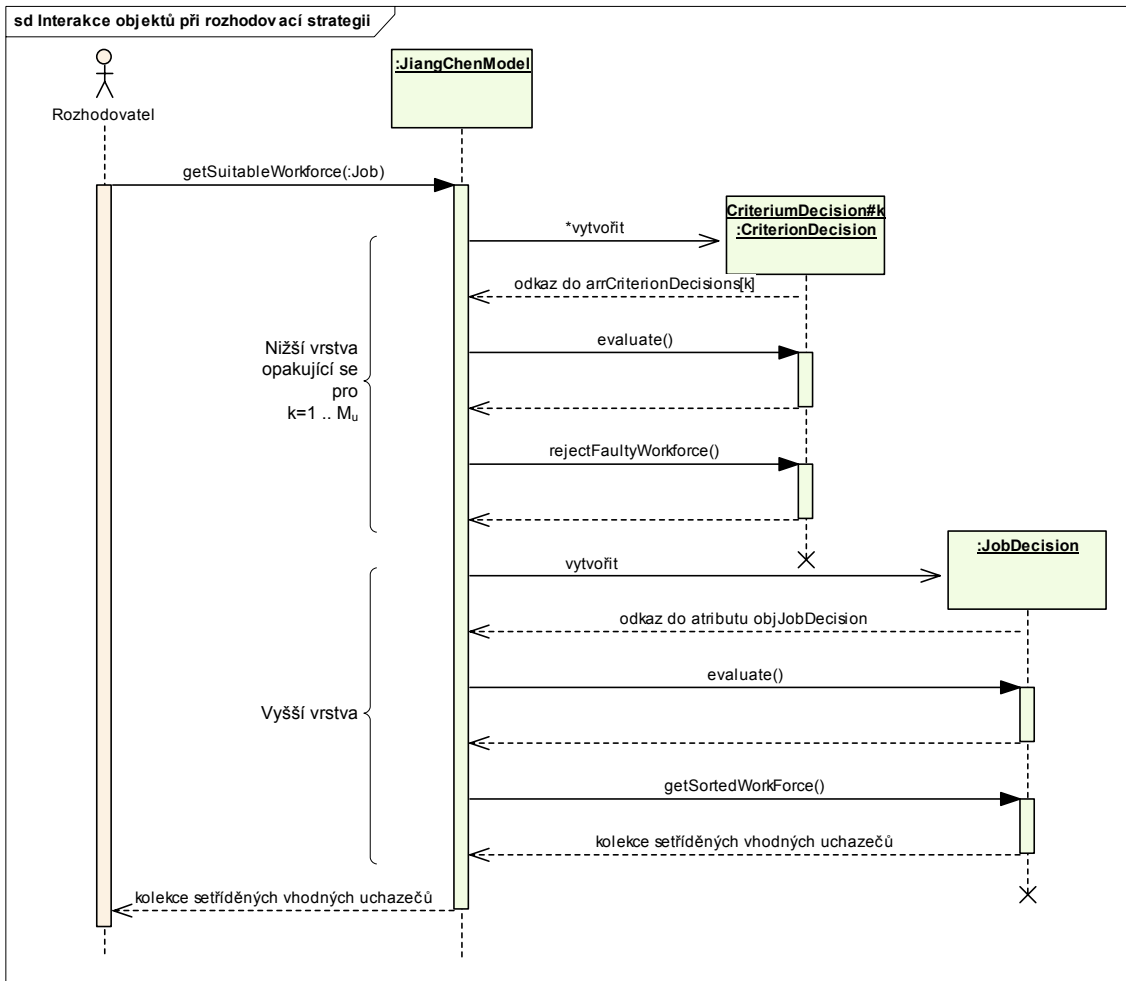 sd Interakce objektů při rozhodovací strategii
:JiangChenModel
Rozhodovatel
getSuitableWorkforce(:Job)
CriteriumDecision#k
:CriterionDecision
*vytvořit
odkaz do arrCriterionDecisions[k]
Nižší vrstva
opakující se
pro
k=1 .. Mᵤ
evaluate()
rejectFaultyWorkforce()
:JobDecision
vytvořit
odkaz do atributu objJobDecision
evaluate()
Vyšší vrstva
getSortedWorkForce()
kolekce setříděných vhodných uchazečů
kolekce setříděných vhodných uchazečů